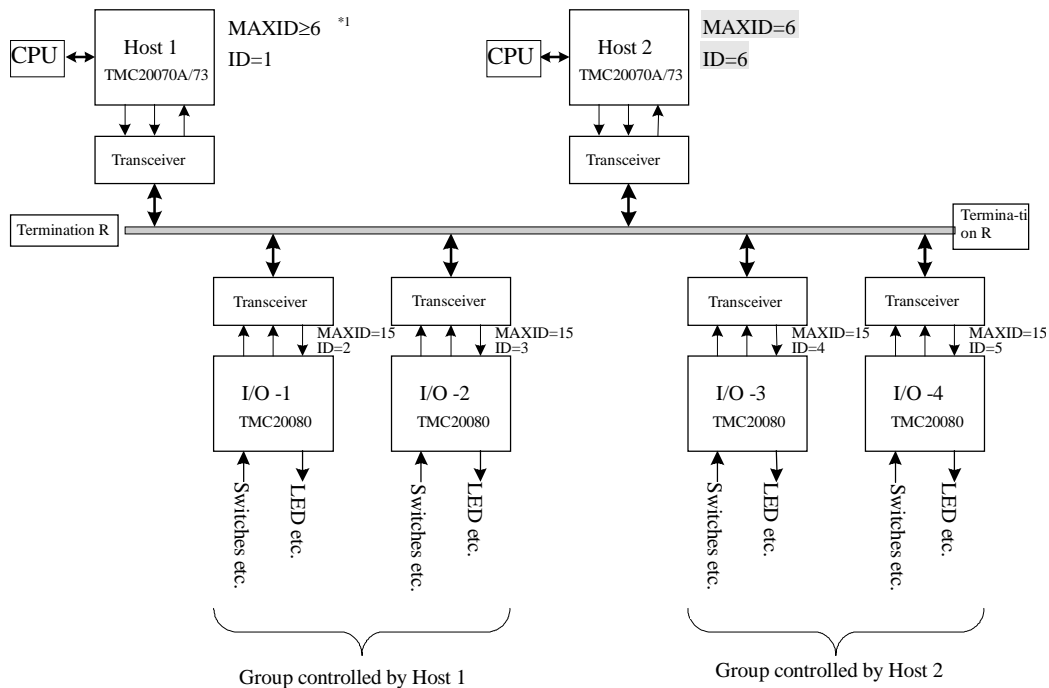 CPU
Host 1
TMC20070A/73
MAXID≥6 *1
ID=1
CPU
Host 2
TMC20070A/73
MAXID=6
ID=6
Transceiver
Transceiver
Termination R
Termina-ti
on R
Transceiver
Transceiver
Transceiver
Transceiver
MAXID=15
ID=2
MAXID=15
ID=3
MAXID=15
ID=4
MAXID=15
ID=5
I/O -1
TMC20080
I/O -2
TMC20080
I/O -3
TMC20080
I/O -4
TMC20080
Switches etc.
LED etc.
Switches etc.
LED etc.
Switches etc.
LED etc.
Switches etc.
LED etc.
Group controlled by Host 1
Group controlled by Host 2